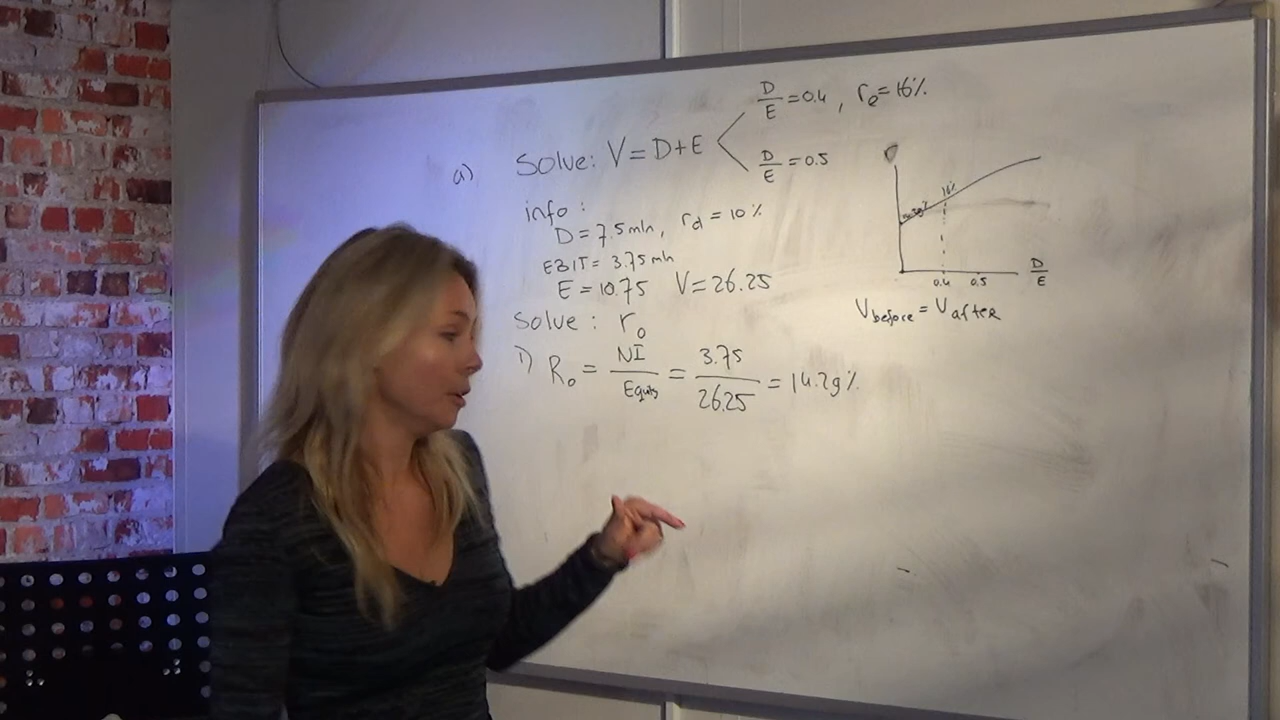 a) Solve: V = D+E
D/E = 0.4, re = 16%
D/E = 0.5
info:
D = 7.5 mln, rd = 10%
EBIT = 3.75 mln
E = 10.75 V = 26.25
Solve: ro
1) Ro = NI/Equity = 3.75/26.25 = 14.29%
16%
0.4 0.5 D/E
Vbefore = Vafter